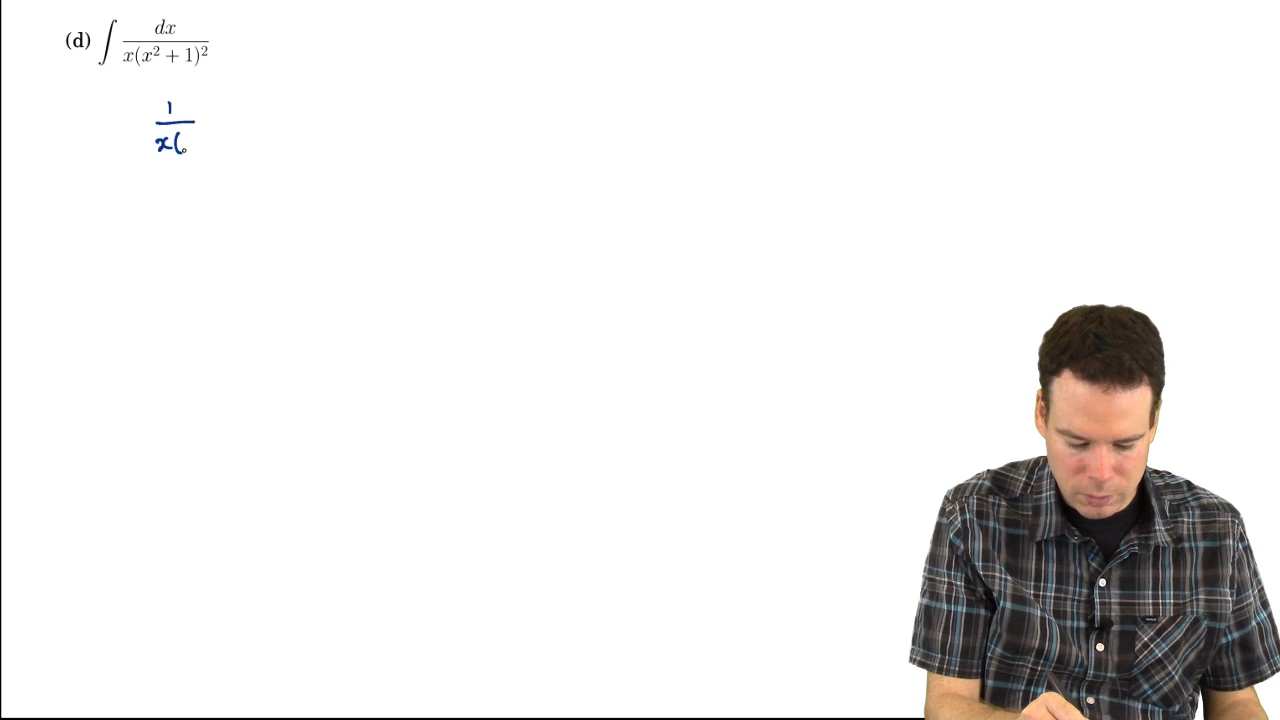 (d) ∫ dx / x(x² + 1)²
1 / x(